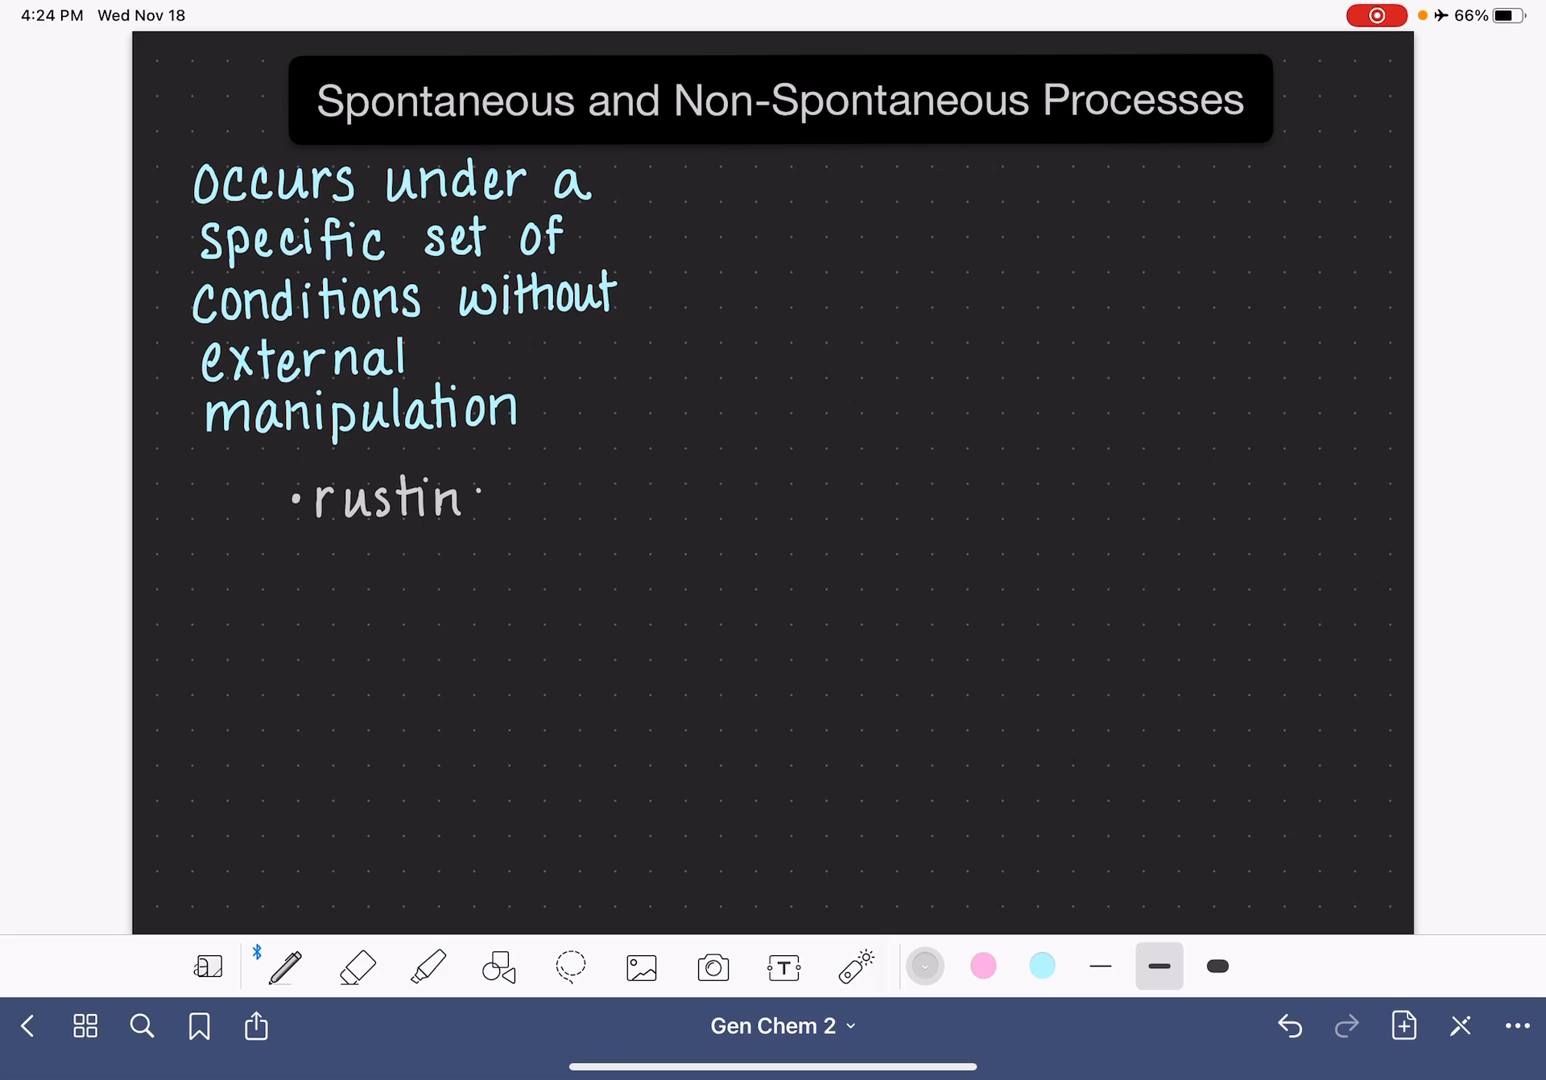 4:24 PM Wed Nov 18
66%
Spontaneous and Non-Spontaneous Processes
occurs under a
specific set of
conditions without
external
manipulation
• rustin
T
Gen Chem 2